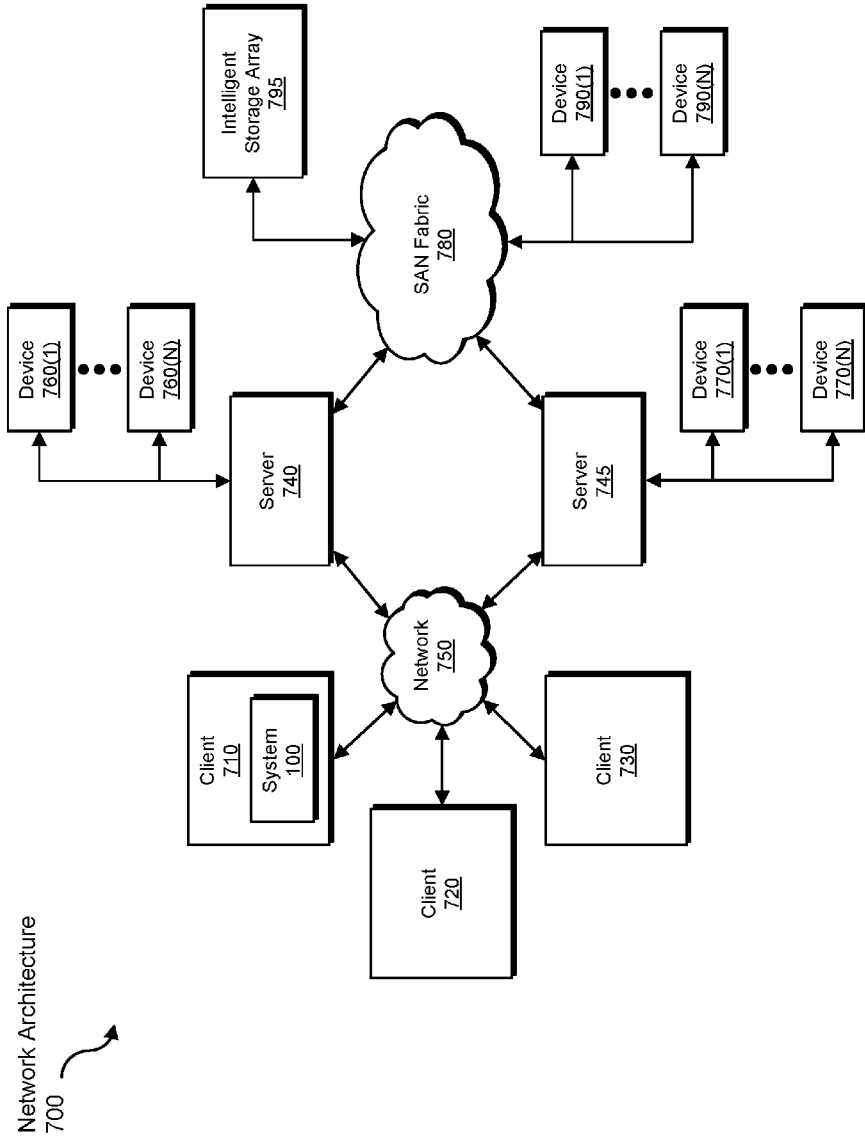 Network Architecture
700
Client
710
System
100
Client
720
Client
730
Network
750
Server
740
Server
745
Device
760(1)
Device
760(N)
Device
770(1)
Device
770(N)
SAN Fabric
780
Intelligent
Storage Array
795
Device
790(1)
Device
790(N)